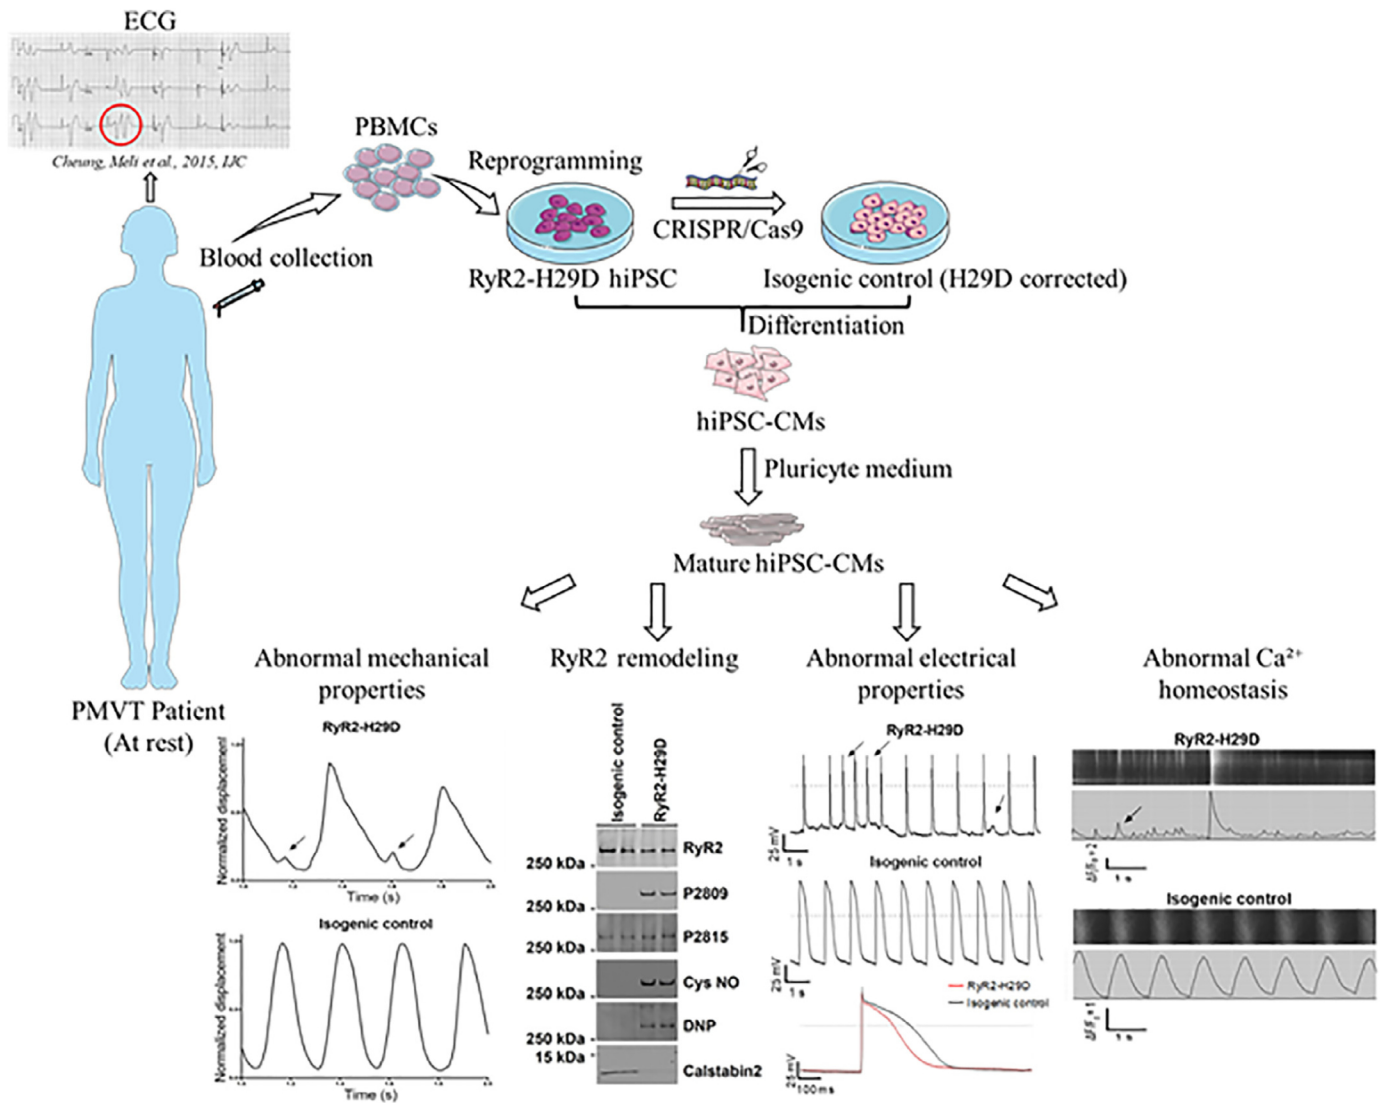 ECG
Cheung, Meli et al., 2015, IJC
PBMCs
Reprogramming
CRISPR/Cas9
Blood collection
RyR2-H29D hiPSC
Isogenic control (H29D corrected)
Differentiation
hiPSC-CMs
Pluricyte medium
Mature hiPSC-CMs
PMVT Patient
(At rest)
Abnormal mechanical
properties
RyR2-H29D
Normalized displacement
Time (s)
Isogenic control
Normalized displacement
Time (s)
RyR2 remodeling
Isogenic control
RyR2-H29D
RyR2
250 kDa
P2809
250 kDa
P2815
250 kDa
Cys NO
250 kDa
DNP
250 kDa
15 kDa
Calstabin2
Abnormal electrical
properties
RyR2-H29D
25 mV
1 s
Isogenic control
25 mV
1 s
RyR2-H29D
Isogenic control
25 mV
100 ms
Abnormal Ca²⁺
homeostasis
RyR2-H29D
1 s
Isogenic control
1 s